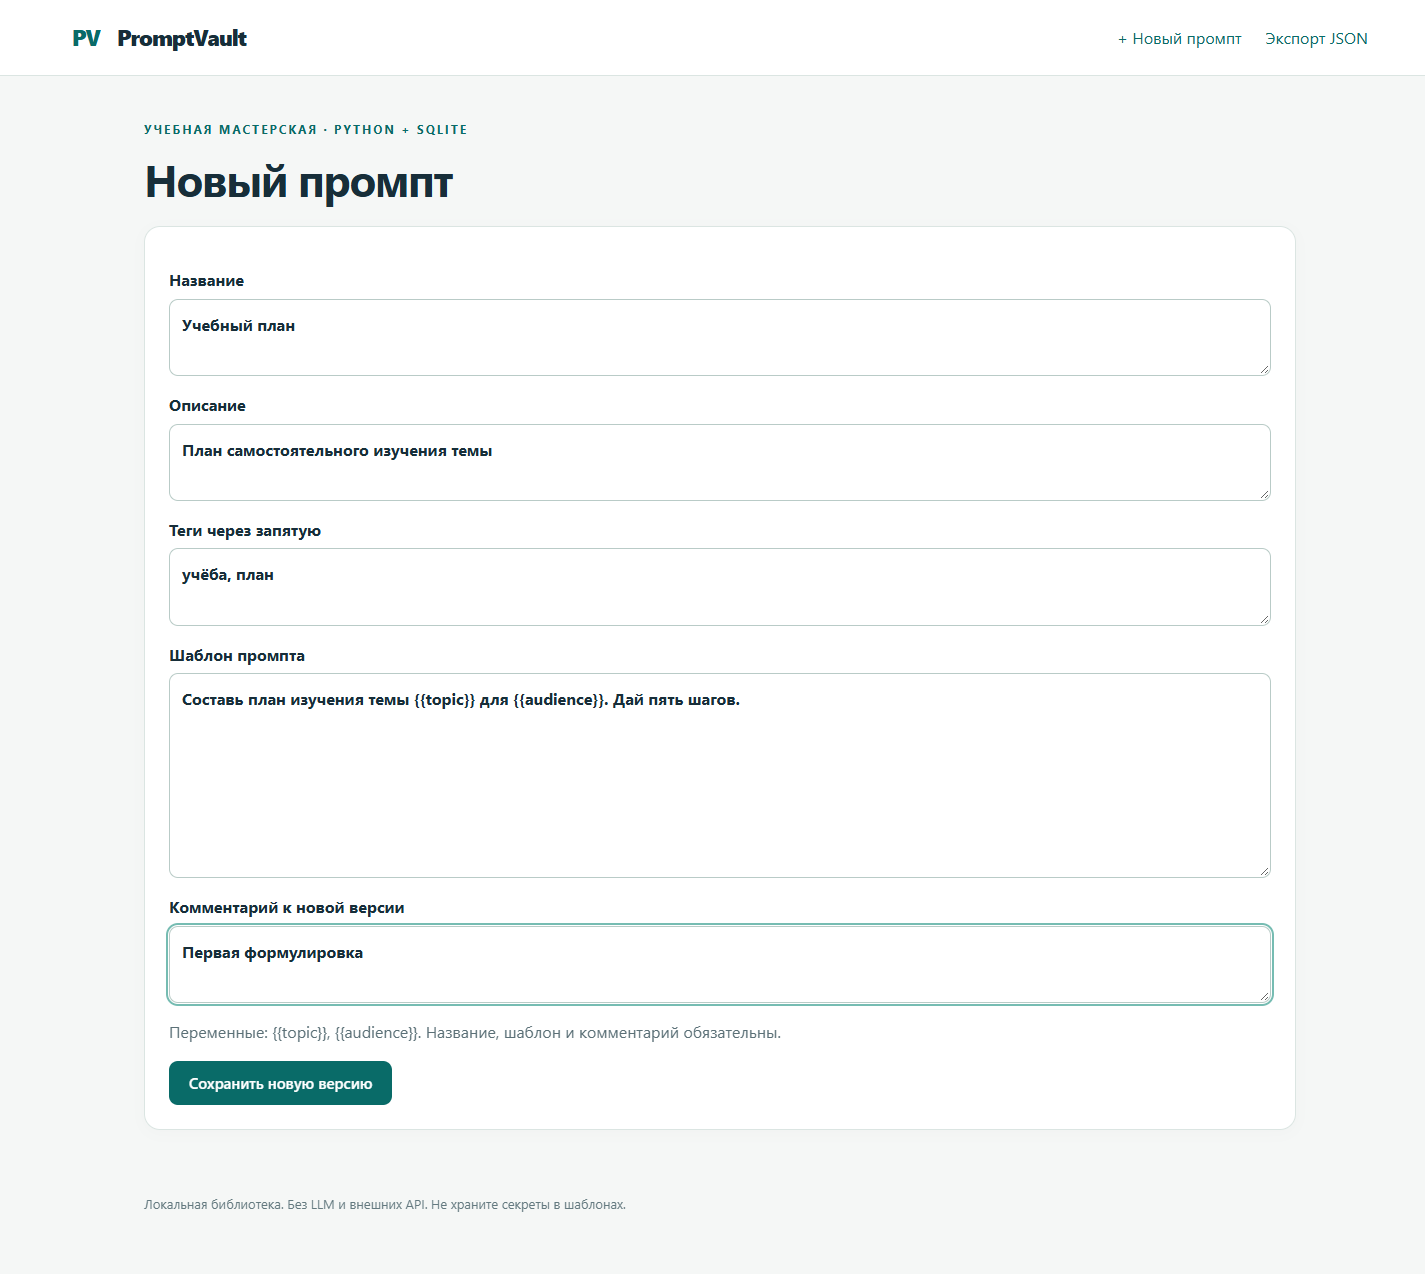 PV PromptVault
+ Новый промпт Экспорт JSON
УЧЕБНАЯ МАСТЕРСКАЯ · PYTHON + SQLITE
Новый промпт
Название
Учебный план
Описание
План самостоятельного изучения темы
Теги через запятую
учёба, план
Шаблон промпта
Составь план изучения темы {{topic}} для {{audience}}. Дай пять шагов.
Комментарий к новой версии
Первая формулировка
Переменные: {{topic}}, {{audience}}. Название, шаблон и комментарий обязательны.
Сохранить новую версию
Локальная библиотека. Без LLM и внешних API. Не храните секреты в шаблонах.